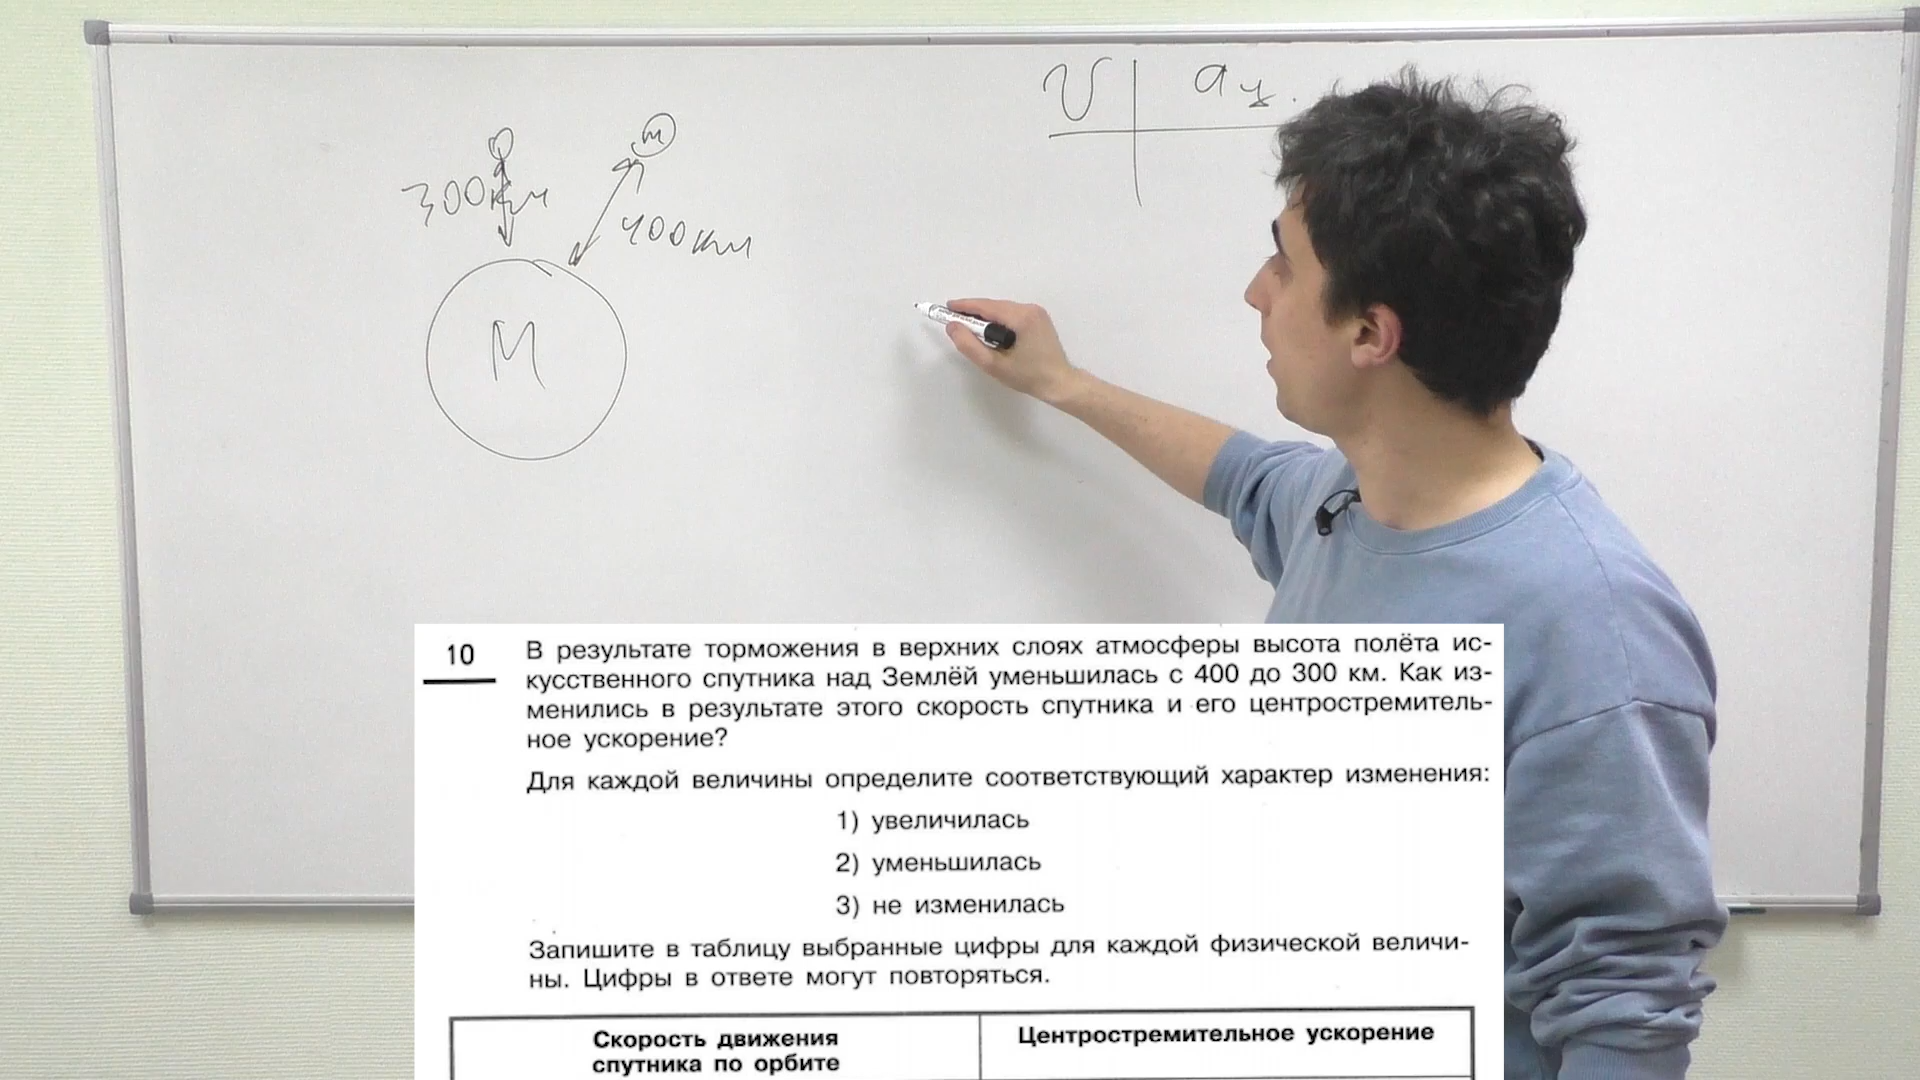 υ aц.
m
300км
400км
M
10
В результате торможения в верхних слоях атмосферы высота полёта ис-
кусственного спутника над Землёй уменьшилась с 400 до 300 км. Как из-
менились в результате этого скорость спутника и его центростремитель-
ное ускорение?
Для каждой величины определите соответствующий характер изменения:
1) увеличилась
2) уменьшилась
3) не изменилась
Запишите в таблицу выбранные цифры для каждой физической величи-
ны. Цифры в ответе могут повторяться.
Скорость движения
спутника по орбите
Центростремительное ускорение